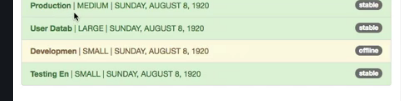 Production | MEDIUM | SUNDAY, AUGUST 8, 1920 stable
User Datab | LARGE | SUNDAY, AUGUST 8, 1920 stable
Developmen | SMALL | SUNDAY, AUGUST 8, 1920 offline
Testing En | SMALL | SUNDAY, AUGUST 8, 1920 stable